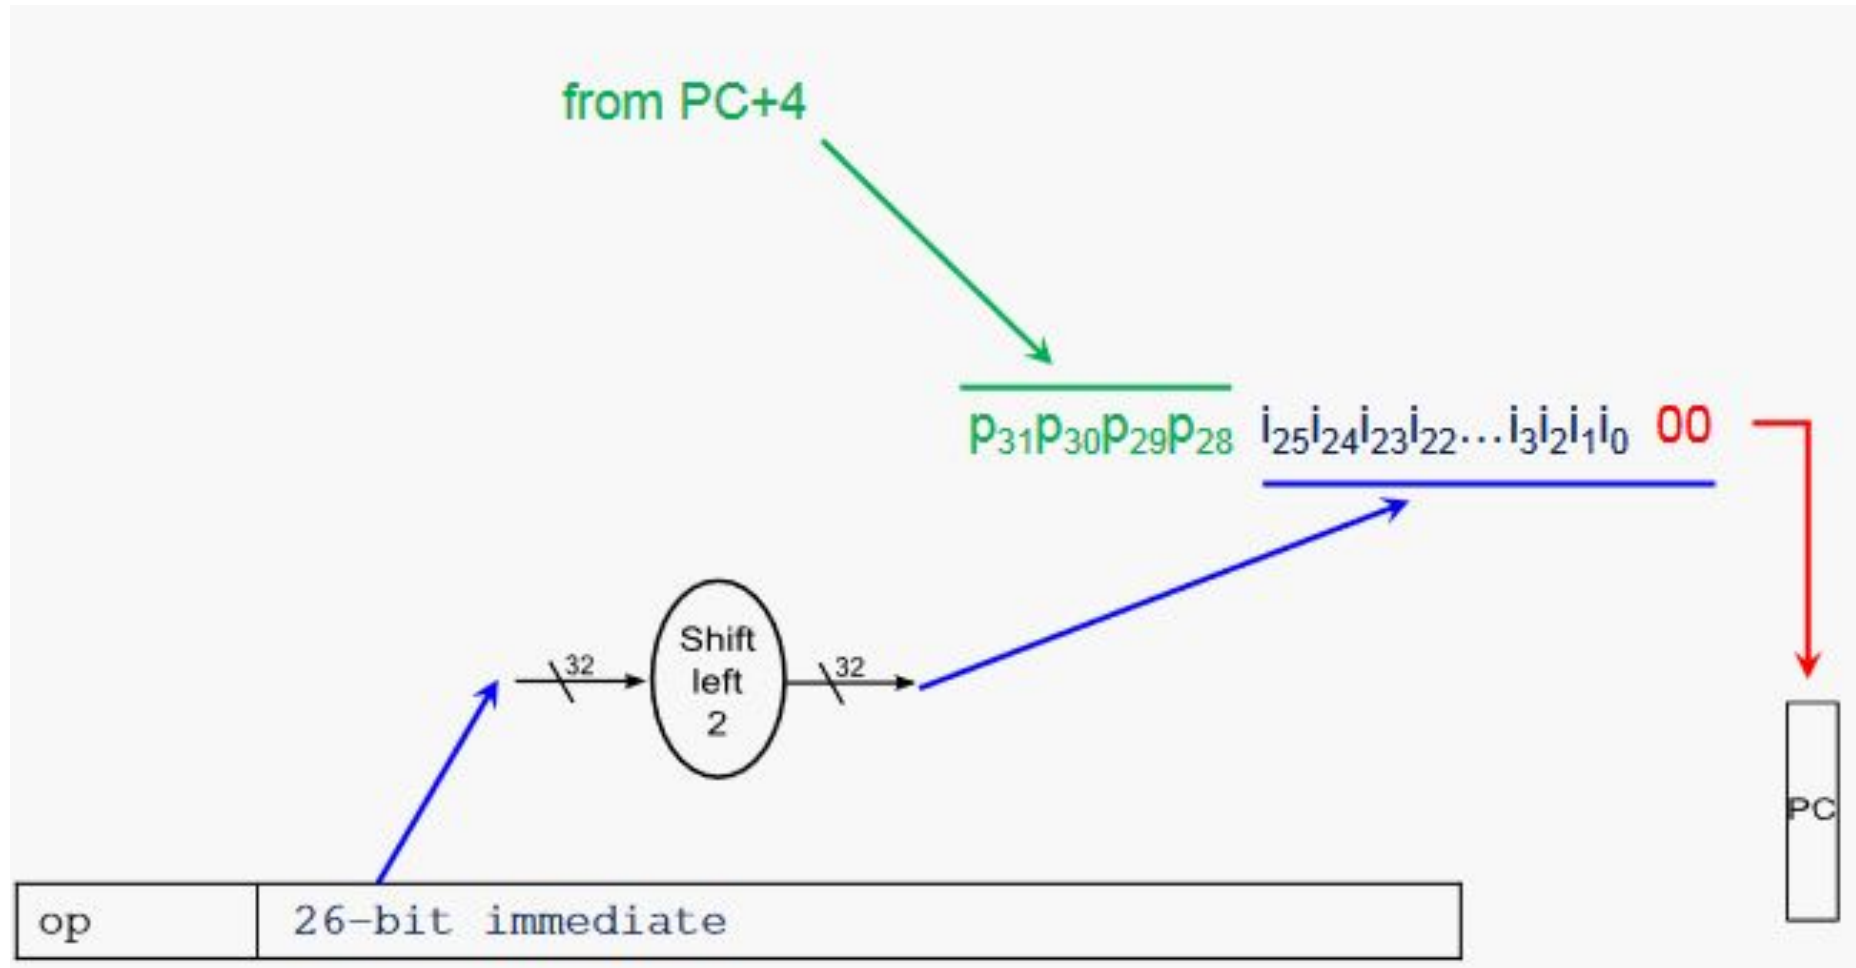 from PC+4
p₃₁p₃₀p₂₉p₂₈ i₂₅i₂₄i₂₃i₂₂...i₃i₂i₁i₀ 00
32
Shift
left
2
32
PC
op 26-bit immediate